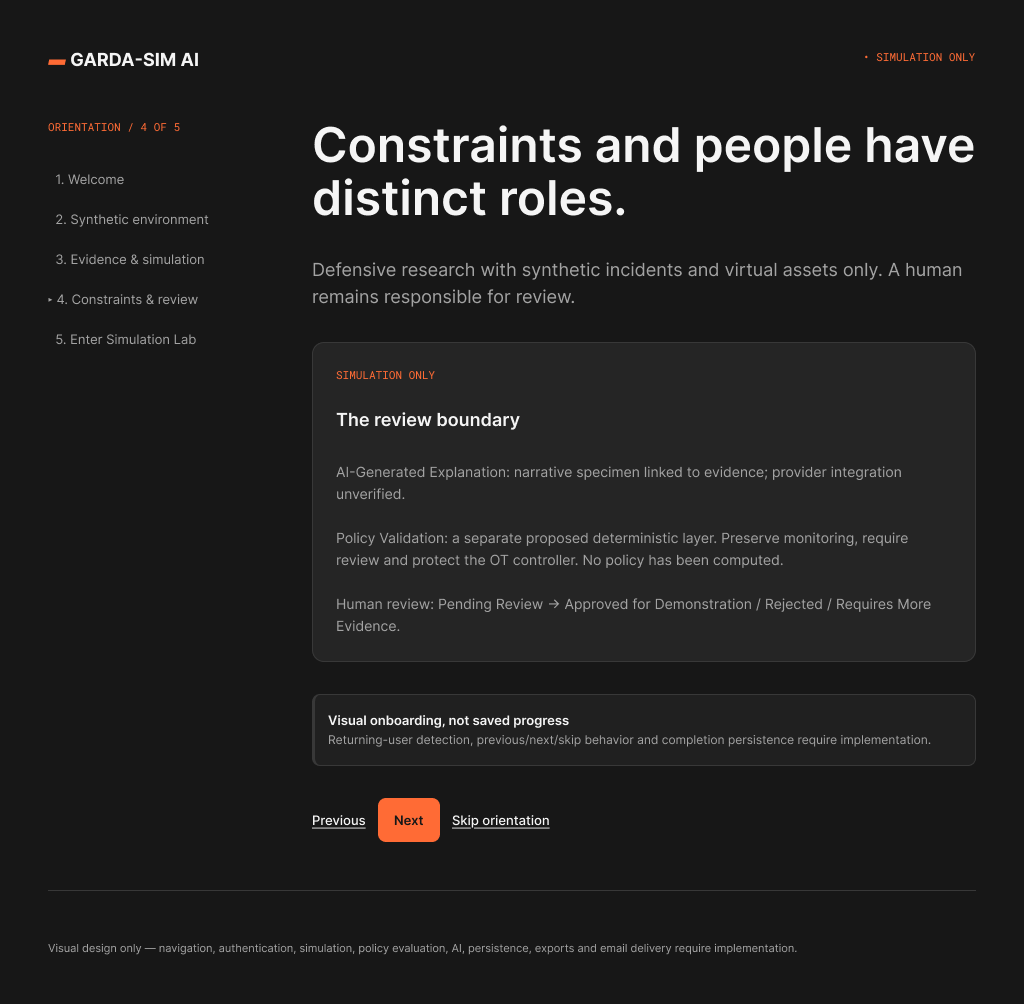 GARDA-SIM AI
• SIMULATION ONLY
ORIENTATION / 4 OF 5
1. Welcome
2. Synthetic environment
3. Evidence & simulation
▸ 4. Constraints & review
5. Enter Simulation Lab
Constraints and people have
distinct roles.
Defensive research with synthetic incidents and virtual assets only. A human
remains responsible for review.
SIMULATION ONLY
The review boundary
AI-Generated Explanation: narrative specimen linked to evidence; provider integration
unverified.
Policy Validation: a separate proposed deterministic layer. Preserve monitoring, require
review and protect the OT controller. No policy has been computed.
Human review: Pending Review → Approved for Demonstration / Rejected / Requires More
Evidence.
Visual onboarding, not saved progress
Returning-user detection, previous/next/skip behavior and completion persistence require implementation.
Previous
Next
Skip orientation
Visual design only — navigation, authentication, simulation, policy evaluation, AI, persistence, exports and email delivery require implementation.